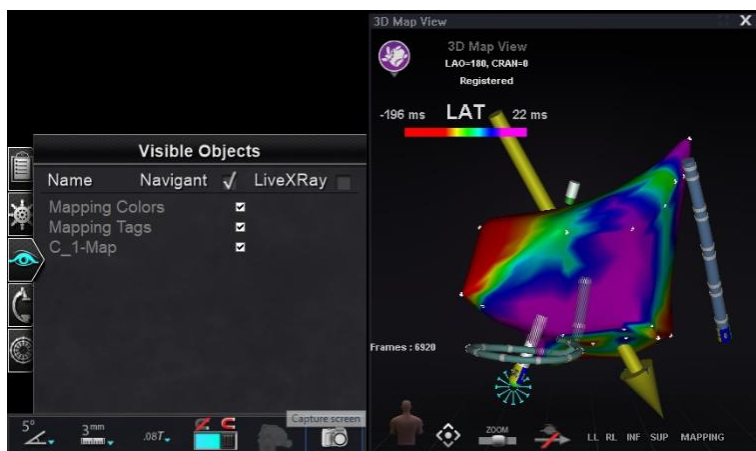 3D Map View X
3D Map View
LAO=180, CRAN=0
Registered
-196 ms LAT 22 ms
Visible Objects
Name Navigant LiveXRay
Mapping Colors
Mapping Tags
C_1-Map
Frames : 6920
Capture screen
5°
3mm
.08T
ZOOM
LL RL INF SUP MAPPING